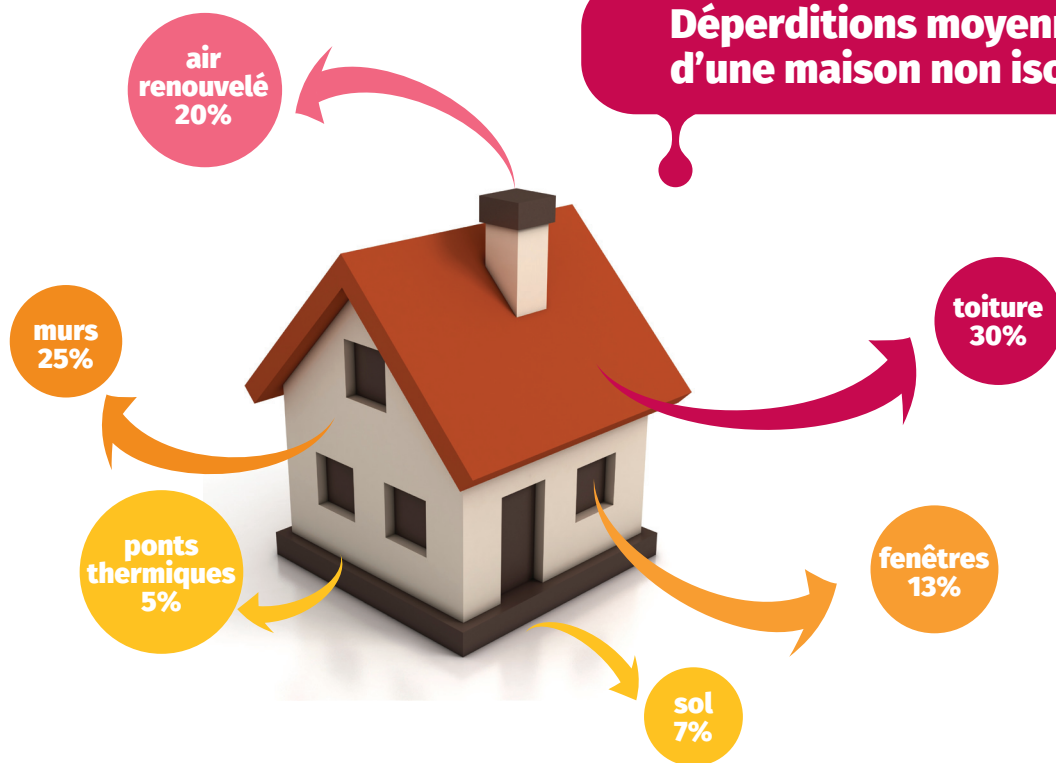 Déperditions
d'une maison non
air
renouvelé
20%
toiture
30%
murs
25%
ponts
thermiques
5%
fenêtres
13%
sol
7%